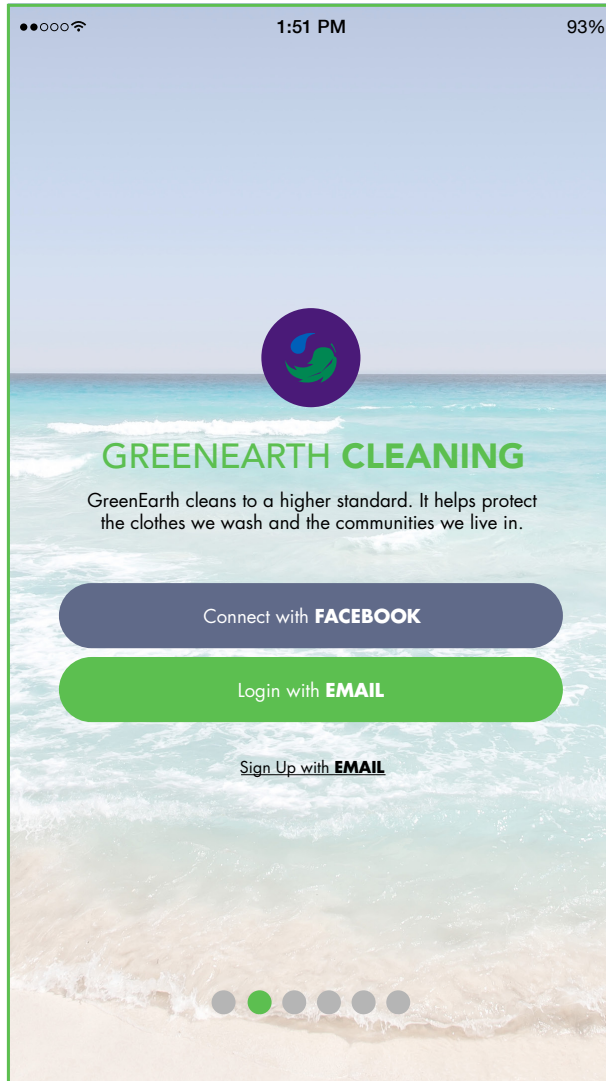 1:51 PM
93%
GREENEARTH CLEANING
GreenEarth cleans to a higher standard. It helps protect
the clothes we wash and the communities we live in.
Connect with FACEBOOK
Login with EMAIL
Sign Up with EMAIL